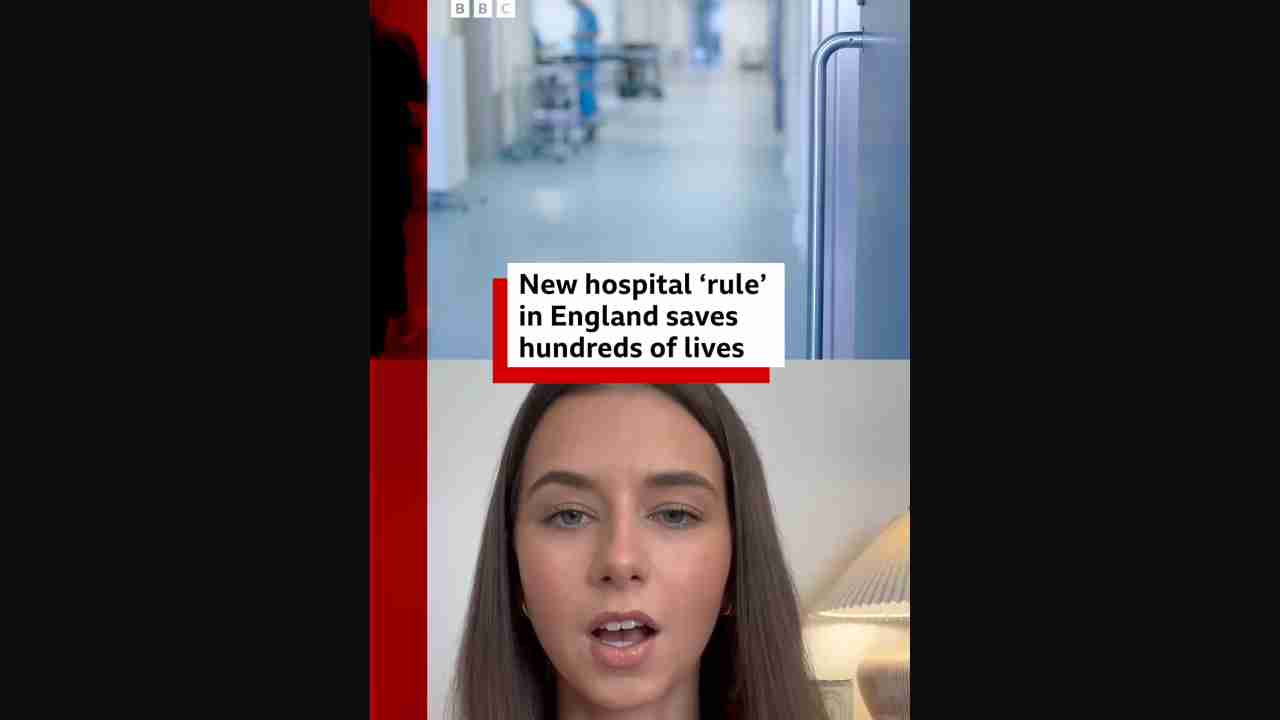 BBC
New hospital ‘rule’
in England saves
hundreds of lives